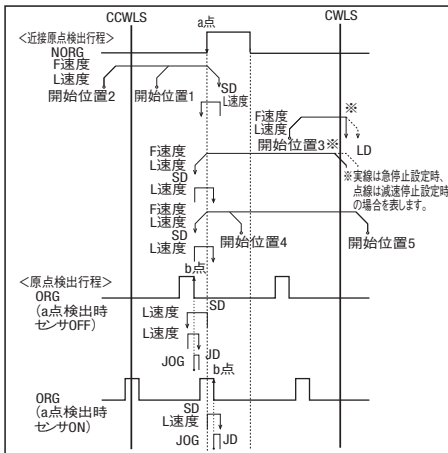 a点
CCWLS
CWLS
<近接原点検出行程>
NORG
F速度
L速度
SD
L速度
開始位置2
開始位置1
F速度
L速度
※
F速度
L速度
SD
開始位置3※
LD
L速度
※実線は急停止設定時、
点線は減速停止設定時
の場合を表します。
F速度
L速度
SD
L速度
開始位置4
開始位置5
b点
<原点検出行程>
ORG
(a点検出時
センサOFF)
SD
L速度
L速度
JOG
JD
b点
ORG
(a点検出時
センサON)
SD
L速度
JOG
JD